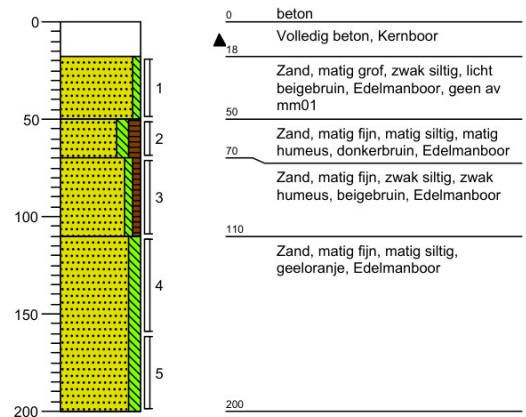 0
50
100
150
200
1
2
3
4
5
0 beton
Volledig beton, Kernboor
18
Zand, matig grof, zwak siltig, licht
beigebruin, Edelmanboor, geen av
mm01
50
Zand, matig fijn, matig siltig, matig
humeus, donkerbruin, Edelmanboor
70
Zand, matig fijn, zwak siltig, zwak
humeus, beigebruin, Edelmanboor
110
Zand, matig fijn, matig siltig,
geeloranje, Edelmanboor
200